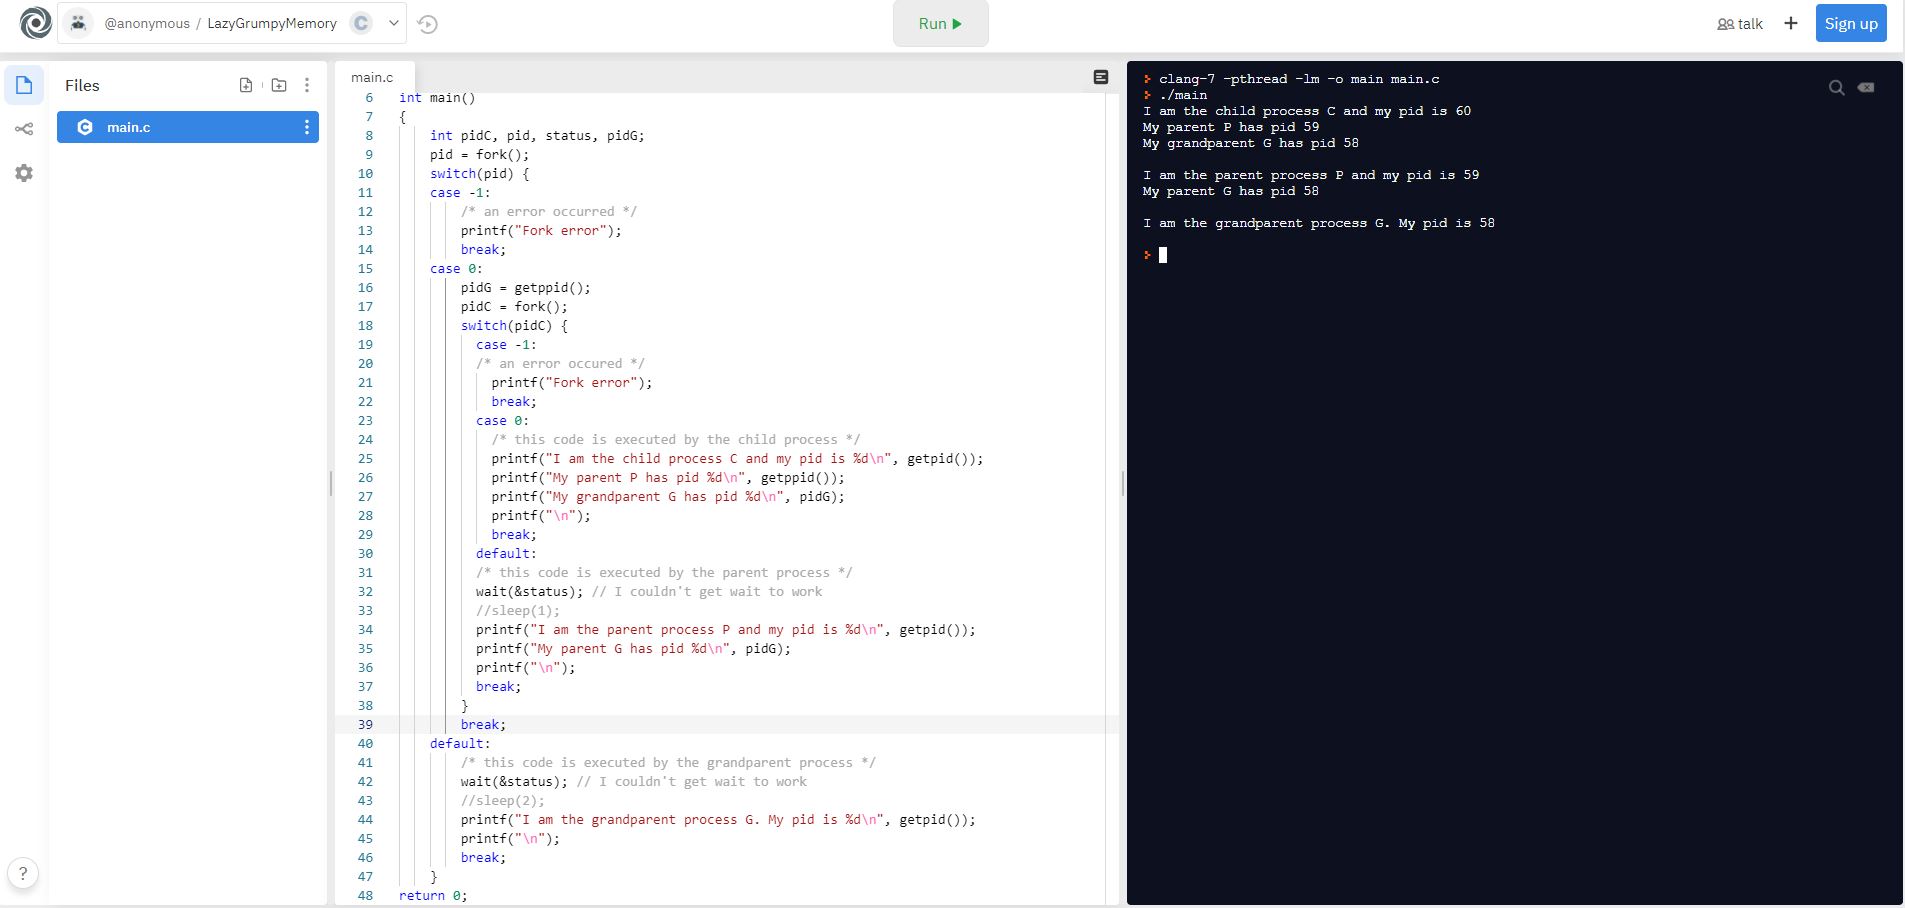 @anonymous / LazyGrumpyMemory
Run
talk
Sign up
Files
main.c
main.c
6 int main()
7 {
8 int pidC, pid, status, pidG;
9 pid = fork();
10 switch(pid) {
11 case -1:
12 /* an error occurred */
13 printf("Fork error");
14 break;
15 case 0:
16 pidG = getppid();
17 pidC = fork();
18 switch(pidC) {
19 case -1:
20 /* an error occured */
21 printf("Fork error");
22 break;
23 case 0:
24 /* this code is executed by the child process */
25 printf("I am the child process C and my pid is %d\n", getpid());
26 printf("My parent P has pid %d\n", getppid());
27 printf("My grandparent G has pid %d\n", pidG);
28 printf("\n");
29 break;
30 default:
31 /* this code is executed by the parent process */
32 wait(&status); // I couldn't get wait to work
33 //sleep(1);
34 printf("I am the parent process P and my pid is %d\n", getpid());
35 printf("My parent G has pid %d\n", pidG);
36 printf("\n");
37 break;
38 }
39 break;
40 default:
41 /* this code is executed by the grandparent process */
42 wait(&status); // I couldn't get wait to work
43 //sleep(2);
44 printf("I am the grandparent process G. My pid is %d\n", getpid());
45 printf("\n");
46 break;
47 }
48 return 0;
clang-7 -pthread -lm -o main main.c
./main
I am the child process C and my pid is 60
My parent P has pid 59
My grandparent G has pid 58
I am the parent process P and my pid is 59
My parent G has pid 58
I am the grandparent process G. My pid is 58
?